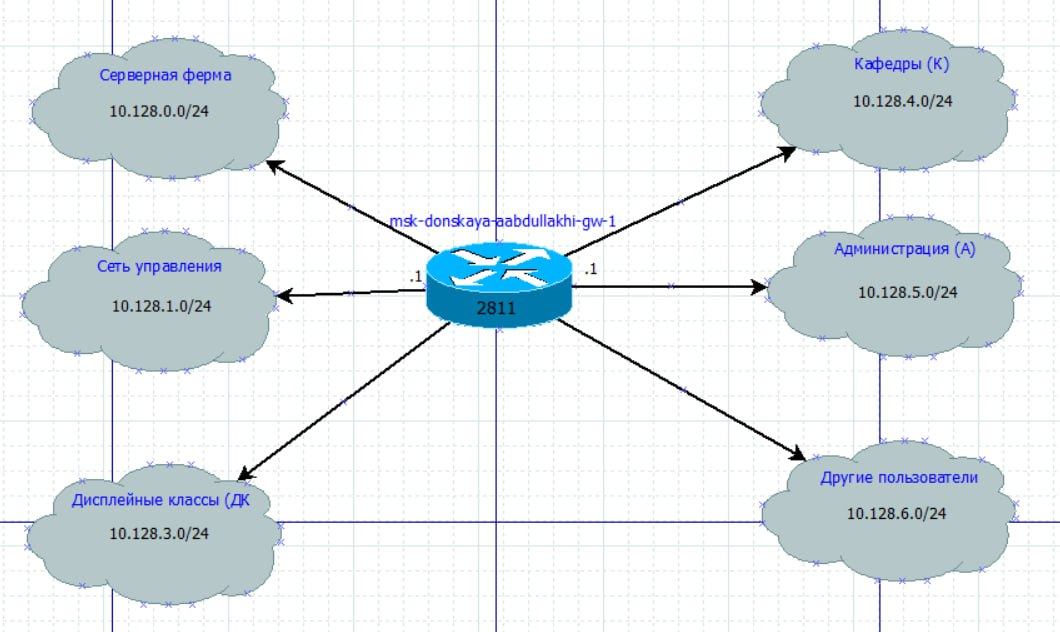 Серверная ферма
10.128.0.0/24
Кафедры (К)
10.128.4.0/24
msk-donskaya-aabdullakhi-gw-1
Сеть управления
10.128.1.0/24
.1
.1
2811
Администрация (А)
10.128.5.0/24
Дисплейные классы (ДК
10.128.3.0/24
Другие пользователи
10.128.6.0/24